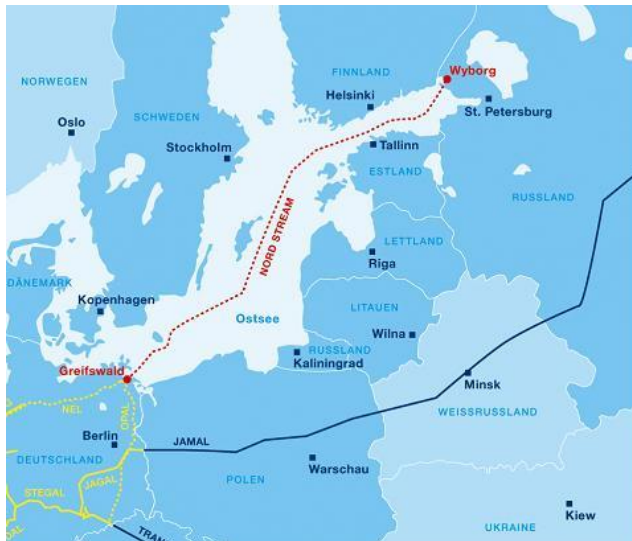 NORWEGEN
Oslo
SCHWEDEN
Stockholm
FINNLAND
Helsinki
Wyborg
St. Petersburg
Tallinn
ESTLAND
RUSSLAND
NORD STREAM
LETTLAND
Riga
DÄNEMARK
Kopenhagen
Ostsee
LITAUEN
Wilna
RUSSLAND
Kaliningrad
Minsk
WEISSRUSSLAND
Greifswald
NEL
OPAL
Berlin
JAMAL
DEUTSCHLAND
JAGAL
STEGAL
POLEN
Warschau
Kiew
UKRAINE